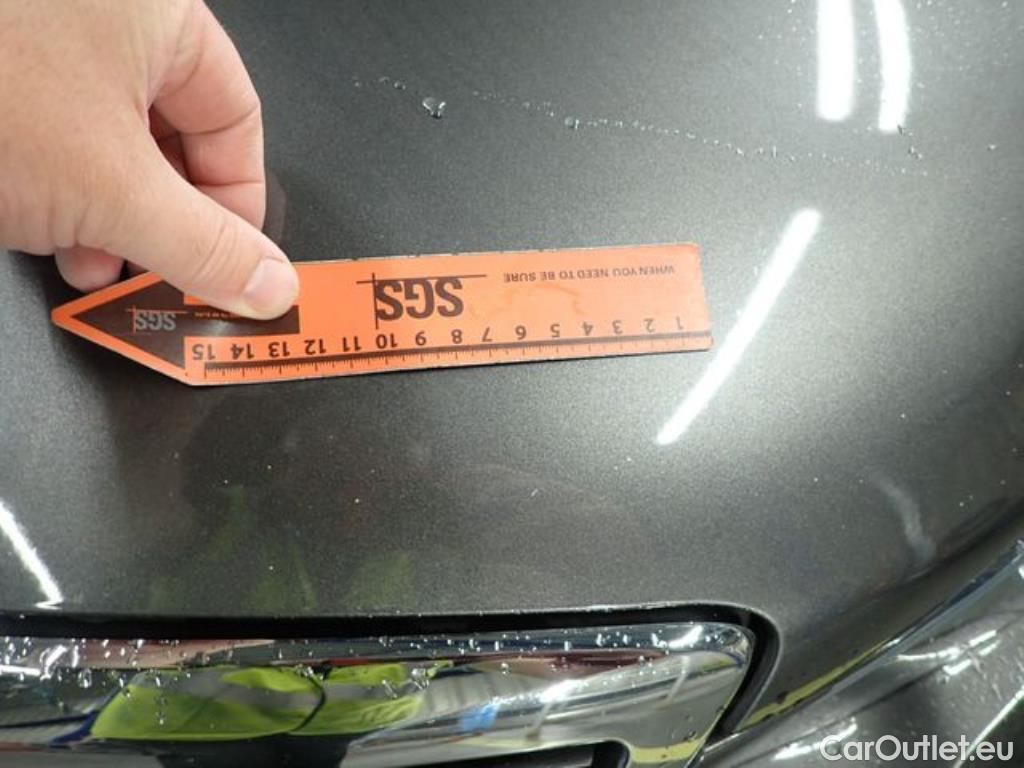 WHEN YOU NEED TO BE SURE
SGS
1 2 3 4 5 6 7 8 9 10 11 12 13 14 15
SGS
CarOutlet.eu